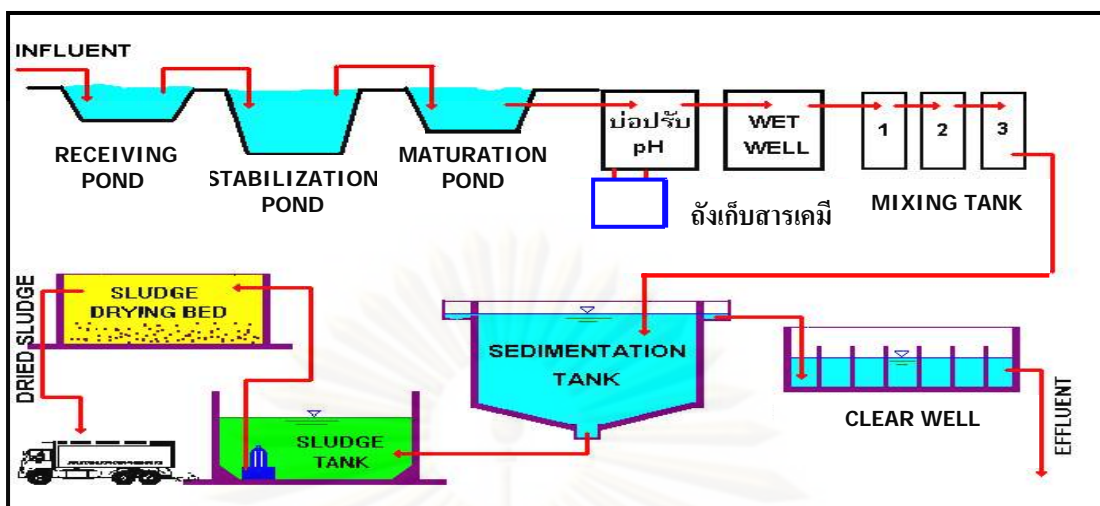 INFLUENT
RECEIVING
POND
STABILIZATION
POND
MATURATION
POND
บ่อปรับ
pH
WET
WELL
1
2
3
ถังเก็บสารเคมี
MIXING TANK
SLUDGE
DRYING BED
DRIED SLUDGE
SEDIMENTATION
TANK
CLEAR WELL
EFFLUENT
SLUDGE
TANK